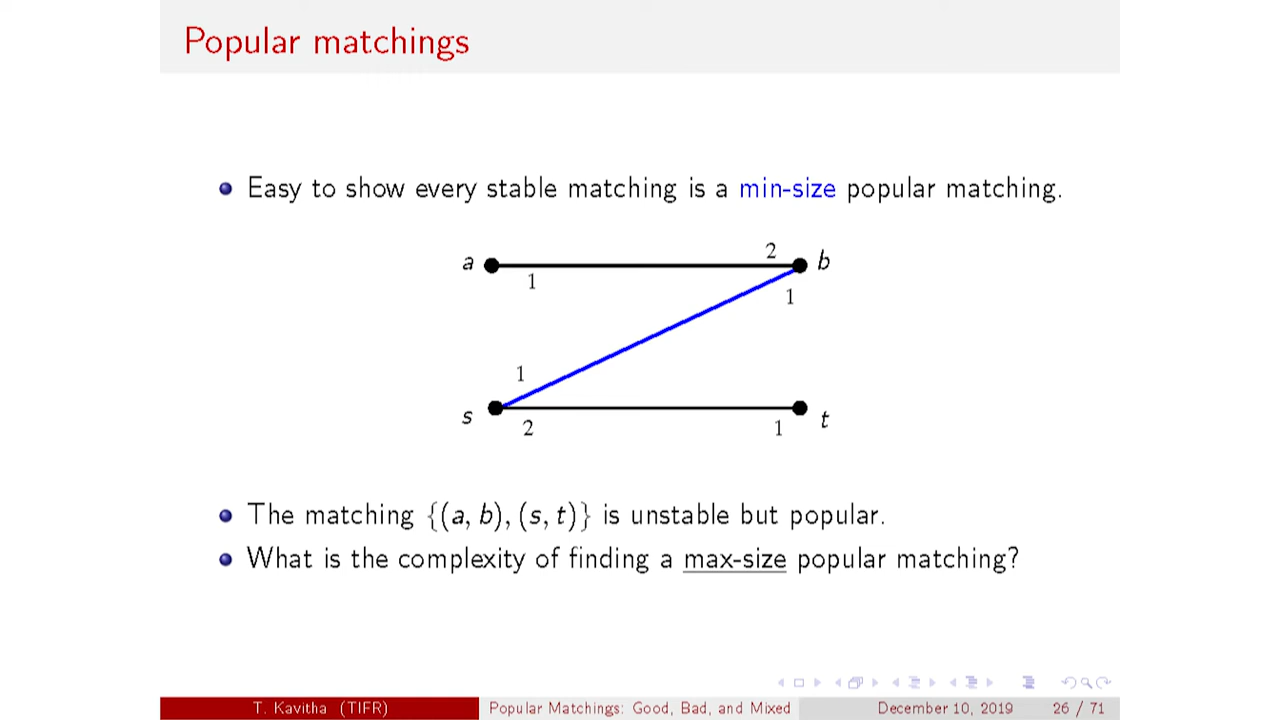 Popular matchings
Easy to show every stable matching is a min-size popular matching.
a 1 2 b
1
1
s 2 1 t
The matching {(a, b), (s, t)} is unstable but popular.
What is the complexity of finding a max-size popular matching?
T. Kavitha (TIFR) Popular Matchings: Good, Bad, and Mixed December 10, 2019 26 / 71